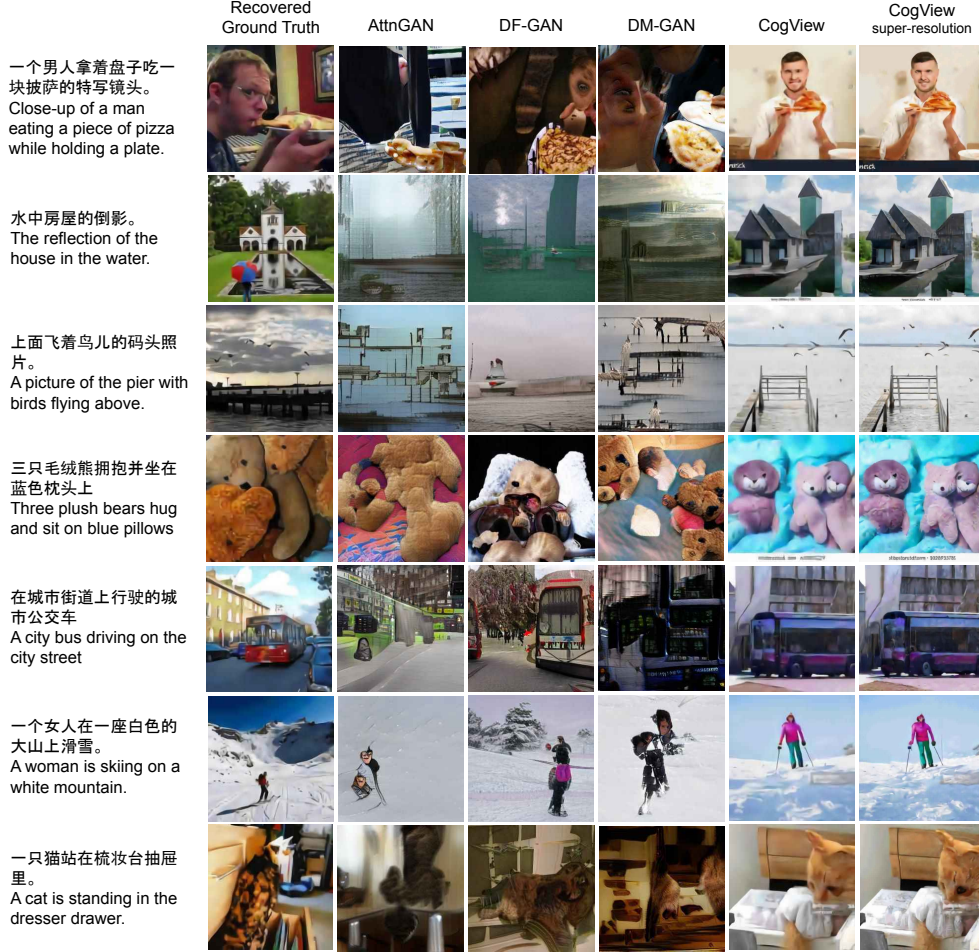 Recovered
Ground Truth
AttnGAN
DF-GAN
DM-GAN
CogView
CogView
super-resolution
一个男人拿着盘子吃一
块披萨的特写镜头。
Close-up of a man
eating a piece of pizza
while holding a plate.
水中房屋的倒影。
The reflection of the
house in the water.
上面飞着鸟儿的码头照
片。
A picture of the pier with
birds flying above.
三只毛绒熊拥抱并坐在
蓝色枕头上
Three plush bears hug
and sit on blue pillows
在城市街道上行驶的城
市公交车
A city bus driving on the
city street
一个女人在一座白色的
大山上滑雪。
A woman is skiing on a
white mountain.
一只猫站在梳妆台抽屉
里。
A cat is standing in the
dresser drawer.